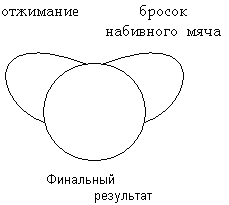 отжимание
бросок
набивного мяча
Финальный
результат